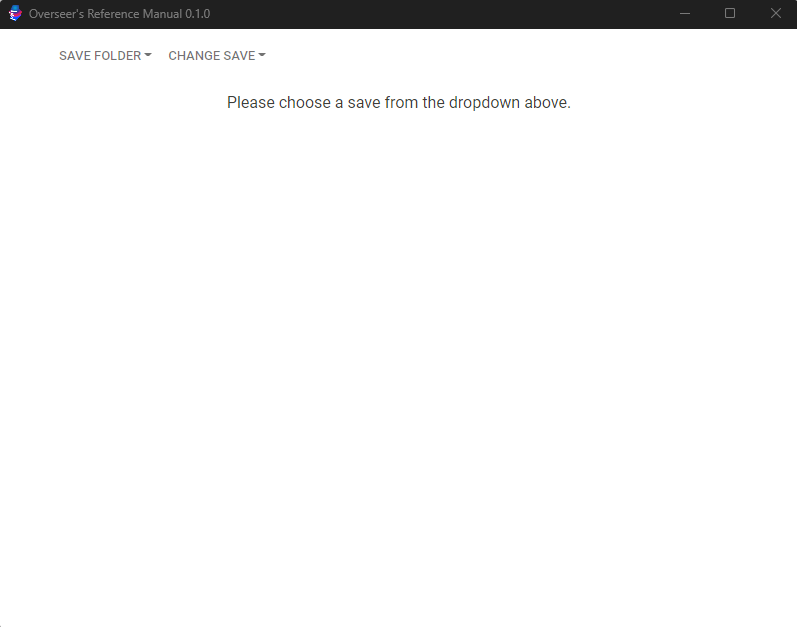 Overseer's Reference Manual 0.1.0
SAVE FOLDER CHANGE SAVE
Please choose a save from the dropdown above.